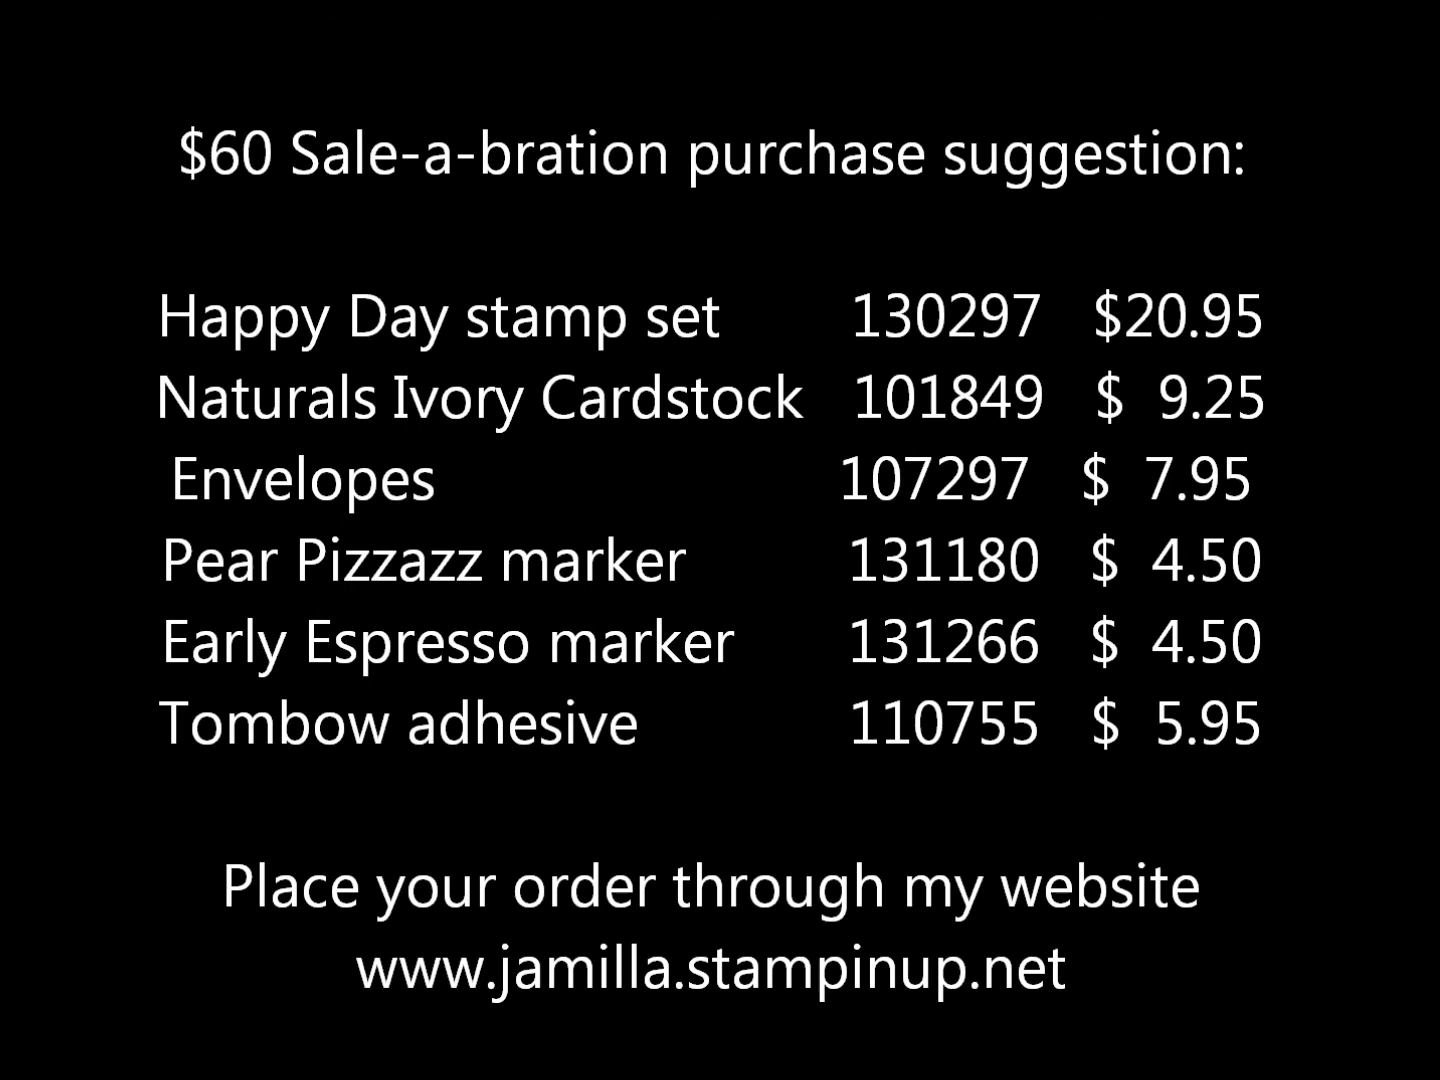 $60 Sale-a-bration purchase suggestion:
Happy Day stamp set 130297 $20.95
Naturals Ivory Cardstock 101849 $ 9.25
Envelopes 107297 $ 7.95
Pear Pizzazz marker 131180 $ 4.50
Early Espresso marker 131266 $ 4.50
Tombow adhesive 110755 $ 5.95
Place your order through my website
www.jamilla.stampinup.net